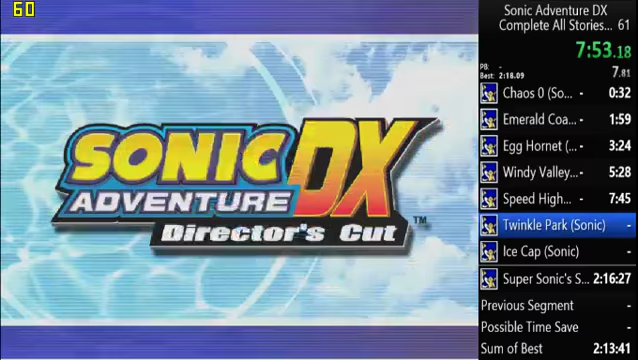 60
SONIC
ADVENTURE DX
Director's Cut
TM
Sonic Adventure DX
Complete All Stories... 61
7:53.18
PB: -
Best: 2:18.09
7.81
Chaos 0 (So... - 0:32
Emerald Coa... - 1:59
Egg Hornet (... - 3:24
Windy Valley... - 5:28
Speed High... - 7:45
Twinkle Park (Sonic) -
Ice Cap (Sonic) -
Super Sonic's S... 2:16:27
Previous Segment -
Possible Time Save -
Sum of Best 2:13:41